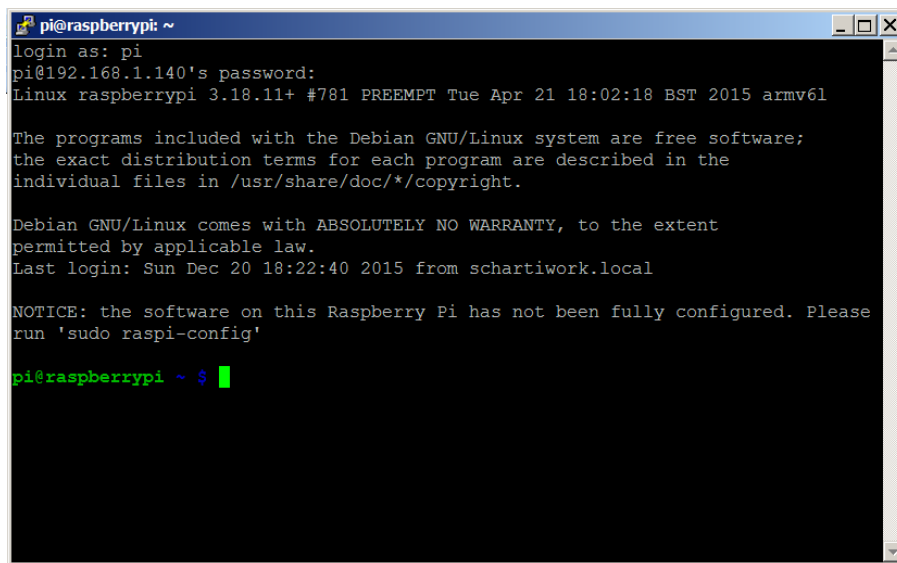 pi@raspberrypi: ~
login as: pi
pi@192.168.1.140's password:
Linux raspberrypi 3.18.11+ #781 PREEMPT Tue Apr 21 18:02:18 BST 2015 armv6l
The programs included with the Debian GNU/Linux system are free software;
the exact distribution terms for each program are described in the
individual files in /usr/share/doc/*/copyright.
Debian GNU/Linux comes with ABSOLUTELY NO WARRANTY, to the extent
permitted by applicable law.
Last login: Sun Dec 20 18:22:40 2015 from schartiwork.local
NOTICE: the software on this Raspberry Pi has not been fully configured. Please
run 'sudo raspi-config'
pi@raspberrypi ~ $